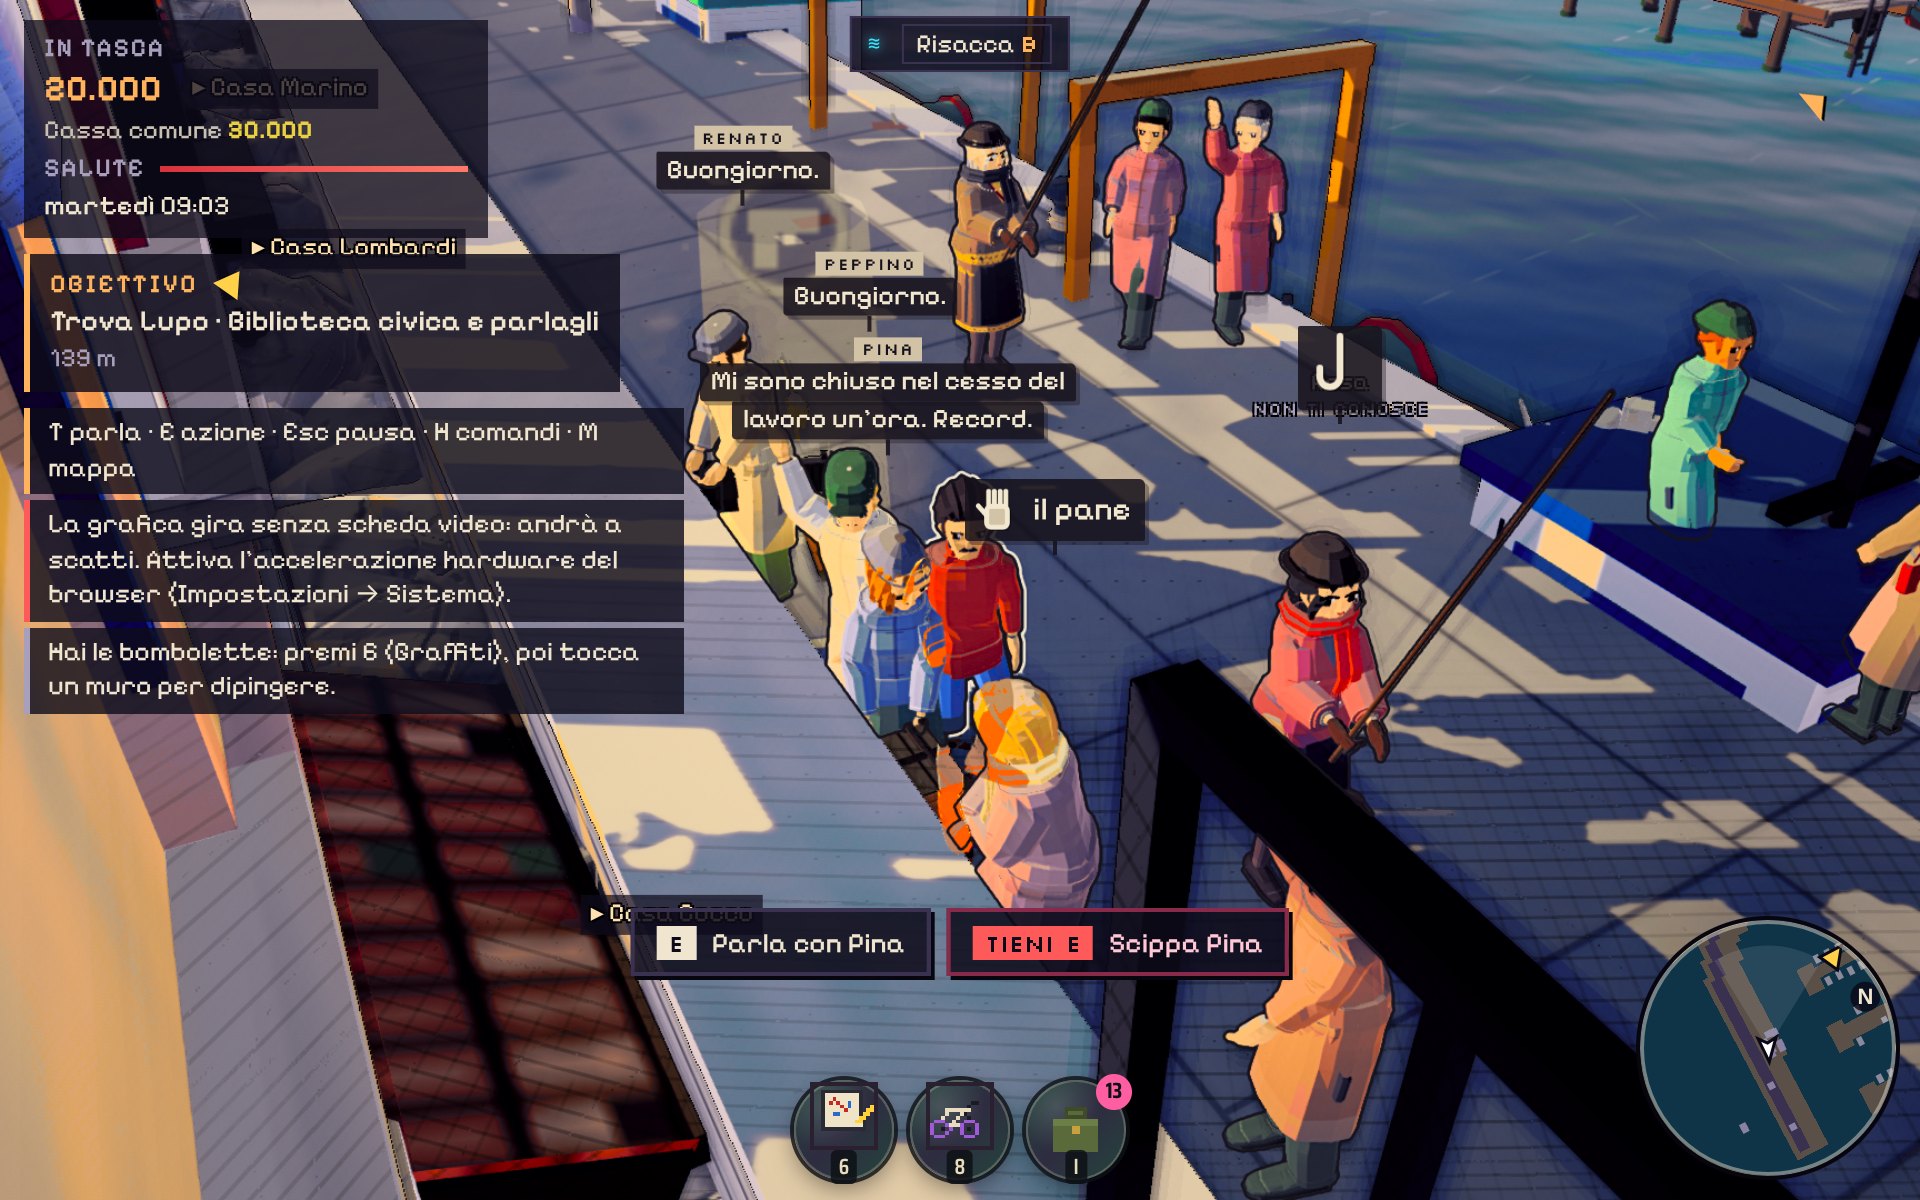 IN TASCA
20.000
▶ Casa Marino
Cassa comune 30.000
SALUTE
martedì 09:03
▶ Casa Lombardi
OBIETTIVO
Trova Lupo · Biblioteca civica e parlagli
139 m
T parla · E azione · Esc pausa · H comandi · M
mappa
La grafica gira senza scheda video: andrà a
scatti. Attiva l'accelerazione hardware del
browser (Impostazioni → Sistema).
Hai le bombolette: premi 6 (Graffiti), poi tocca
un muro per dipingere.
≋ Risacca B
RENATO
Buongiorno.
PEPPINO
Buongiorno.
PINA
Mi sono chiuso nel cesso del
lavoro un'ora. Record.
J
NON TI CONOSCE
il pane
▶ Casa Cocco
E Parla con Pina
TIENI E Scippa Pina
6
8
13
I
N